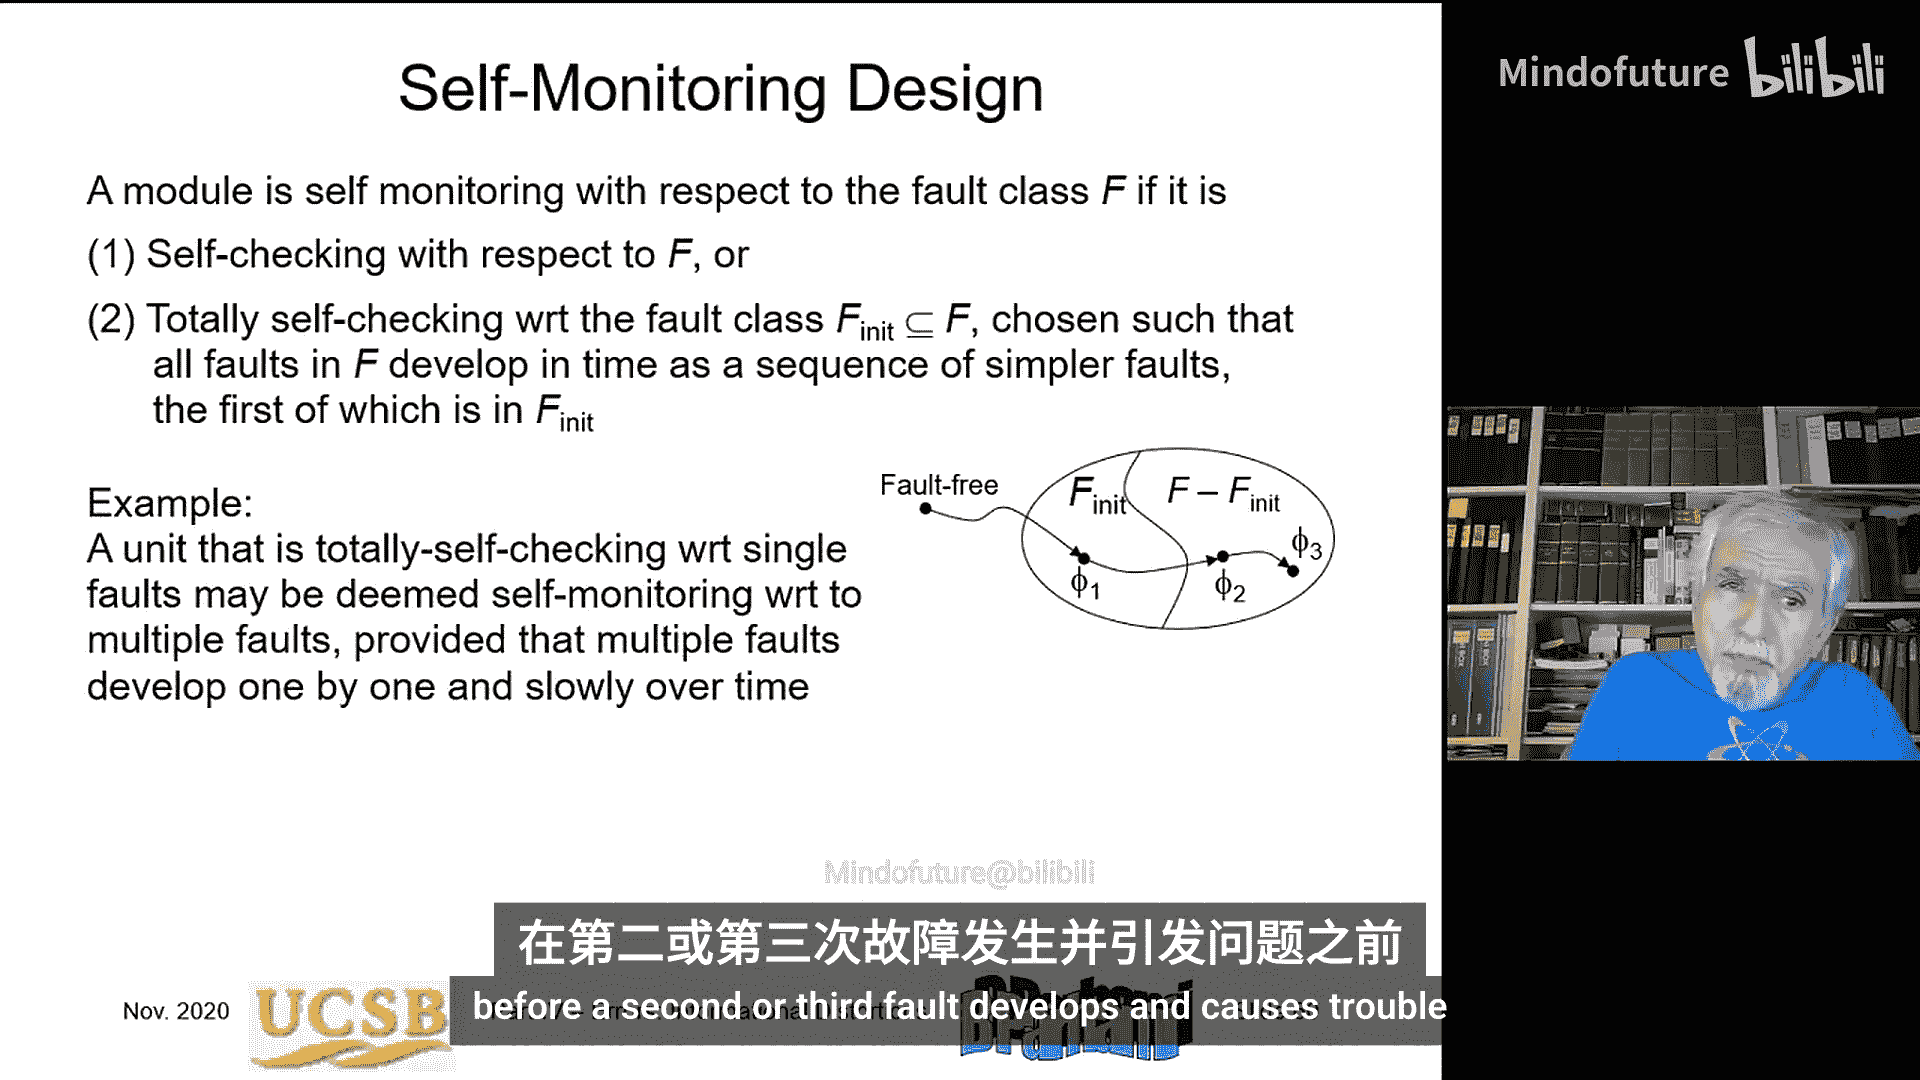 Self-Monitoring Design
A module is self monitoring with respect to the fault class F if it is
(1) Self-checking with respect to F, or
(2) Totally self-checking wrt the fault class Finit ⊆ F, chosen such that
all faults in F develop in time as a sequence of simpler faults,
the first of which is in Finit
Example:
A unit that is totally-self-checking wrt single
faults may be deemed self-monitoring wrt to
multiple faults, provided that multiple faults
develop one by one and slowly over time
Fault-free
Finit
F – Finit
ϕ1
ϕ2
ϕ3
Mindofuture bilibili
Mindofuture@bilibili
在第二或第三次故障发生并引发问题之前
before a second or third fault develops and causes trouble
Nov. 2020
UCSB
B. Parhami